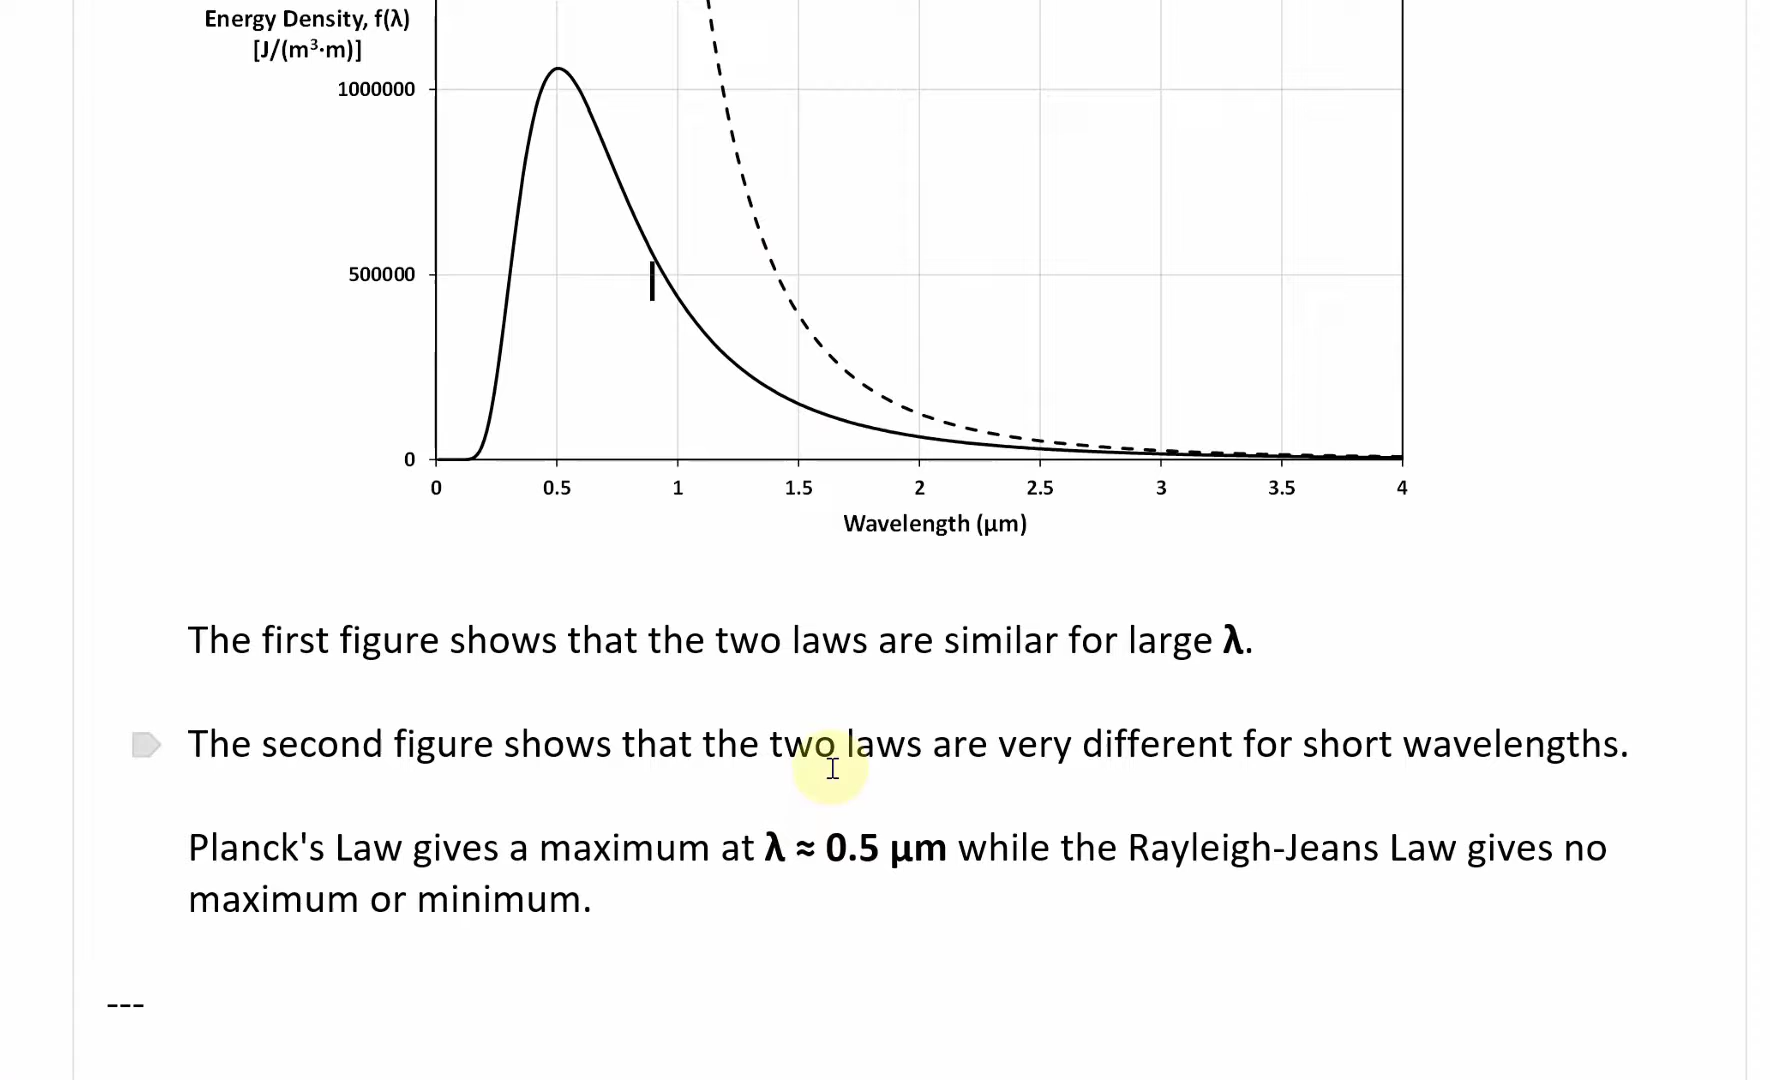 Energy Density, f(λ)
[J/(m³·m)]
1000000
500000
0
0 0.5 1 1.5 2 2.5 3 3.5 4
Wavelength (μm)
The first figure shows that the two laws are similar for large λ.
The second figure shows that the two laws are very different for short wavelengths.
Planck's Law gives a maximum at λ ≈ 0.5 μm while the Rayleigh-Jeans Law gives no
maximum or minimum.
---